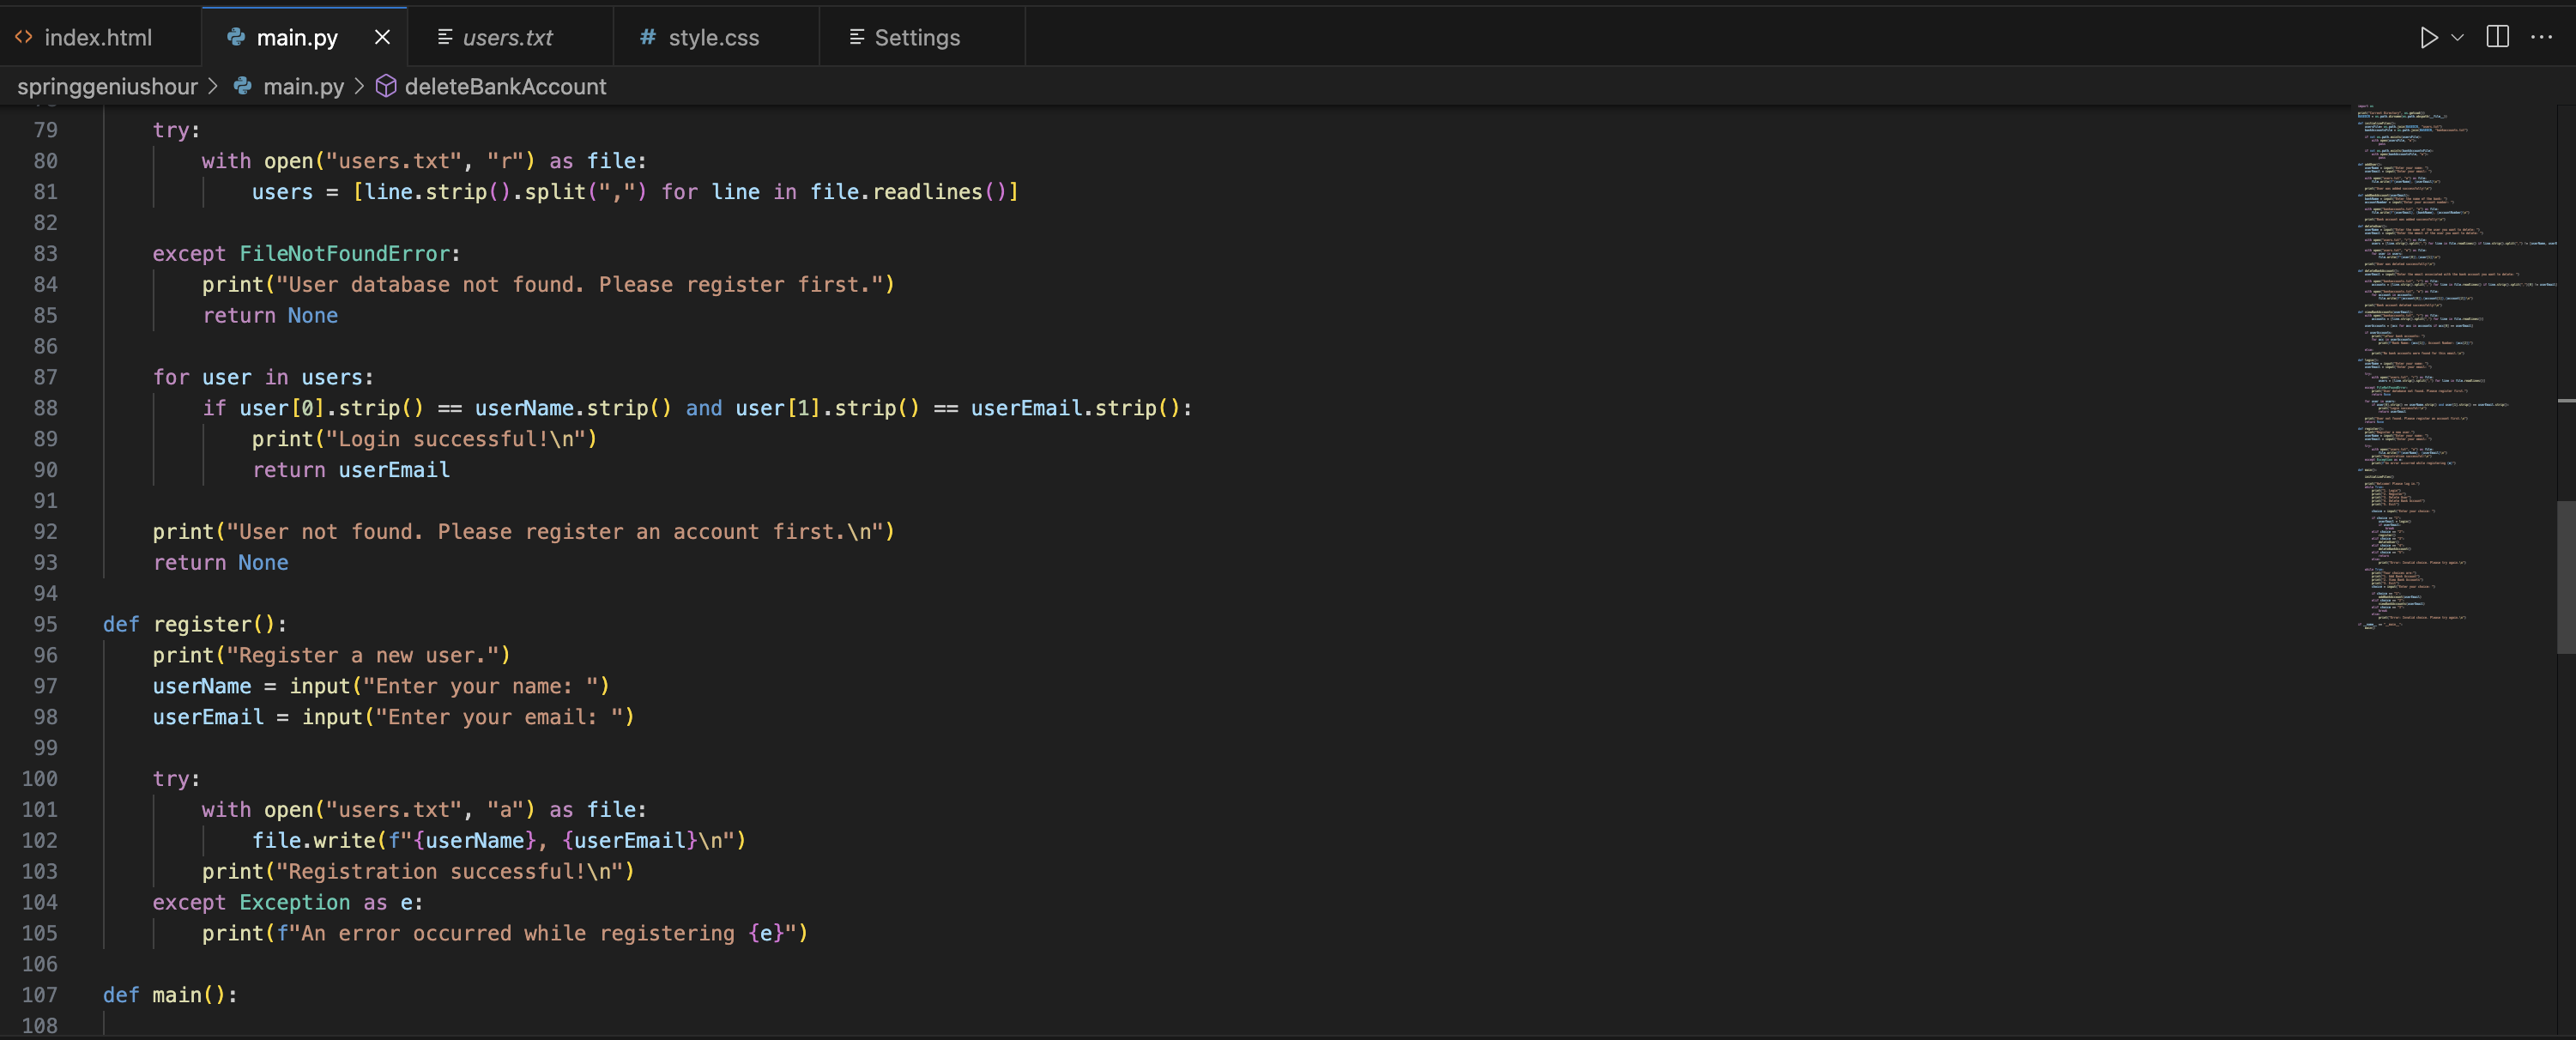 index.html main.py users.txt # style.css Settings
springgeniushour > main.py > deleteBankAccount
79 try:
80 with open("users.txt", "r") as file:
81 users = [line.strip().split(",") for line in file.readlines()]
82
83 except FileNotFoundError:
84 print("User database not found. Please register first.")
85 return None
86
87 for user in users:
88 if user[0].strip() == userName.strip() and user[1].strip() == userEmail.strip():
89 print("Login successful!\n")
90 return userEmail
91
92 print("User not found. Please register an account first.\n")
93 return None
94
95 def register():
96 print("Register a new user.")
97 userName = input("Enter your name: ")
98 userEmail = input("Enter your email: ")
99
100 try:
101 with open("users.txt", "a") as file:
102 file.write(f"{userName}, {userEmail}\n")
103 print("Registration successful!\n")
104 except Exception as e:
105 print(f"An error occurred while registering {e}")
106
107 def main():
108